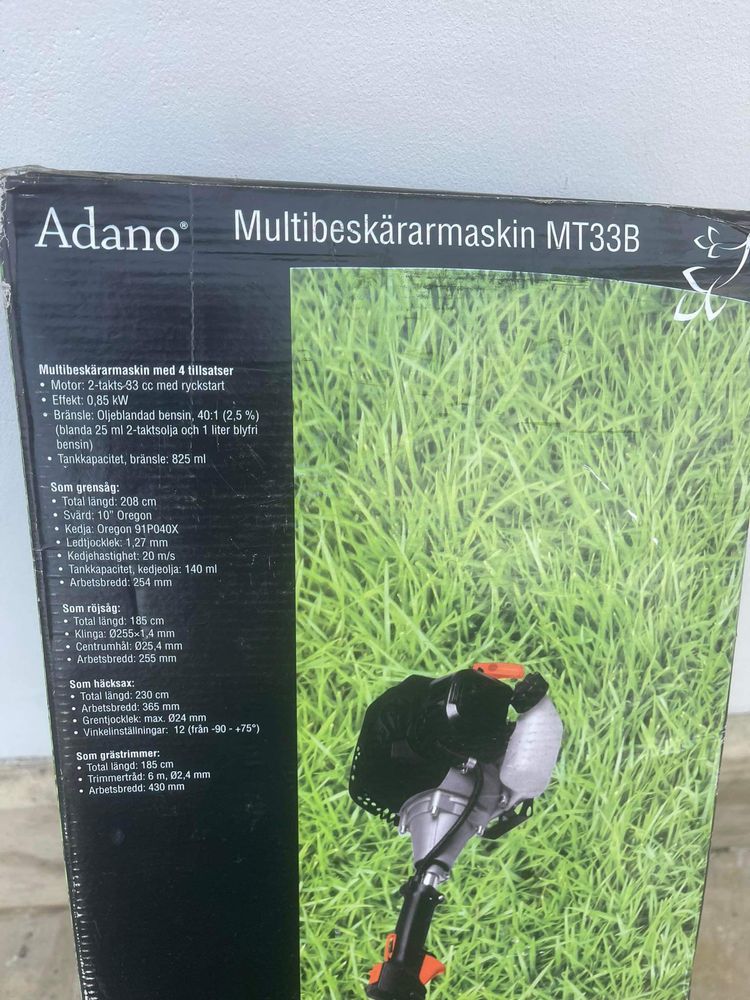 Adano®
Multibeskärarmaskin MT33B
Multibeskärarmaskin med 4 tillsatser
• Motor: 2-takts-33 cc med ryckstart
• Effekt: 0,85 kW
• Bränsle: Oljeblandad bensin, 40:1 (2,5 %)
(blanda 25 ml 2-taktsolja och 1 liter blyfri
bensin)
• Tankkapacitet, bränsle: 825 ml
Som grensåg:
• Total längd: 208 cm
• Svärd: 10" Oregon
• Kedja: Oregon 91P040X
• Ledtjocklek: 1,27 mm
• Kedjehastighet: 20 m/s
• Tankkapacitet, kedjeolja: 140 ml
• Arbetsbredd: 254 mm
Som röjsåg:
• Total längd: 185 cm
• Klinga: Ø255×1,4 mm
• Centrumhål: Ø25,4 mm
• Arbetsbredd: 255 mm
Som häcksax:
• Total längd: 230 cm
• Arbetsbredd: 365 mm
• Grentjocklek: max. Ø24 mm
• Vinkelinställningar: 12 (från -90 - +75°)
Som grästrimmer:
• Total längd: 185 cm
• Trimmertråd: 6 m, Ø2,4 mm
• Arbetsbredd: 430 mm